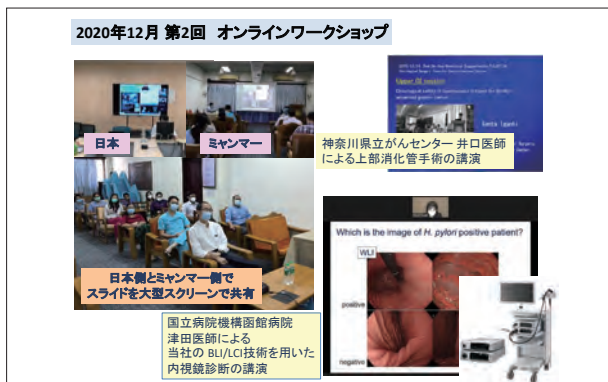 2020年12月 第2回 オンラインワークショップ
日本
ミャンマー
Upper GI session
神奈川県立がんセンター 井口医師
による上部消化管手術の講演
日本側とミャンマー側で
スライドを大型スクリーンで共有
Which is the image of H. pylori positive patient?
WLI
positive
negative
国立病院機構函館病院
津田医師による
当社の BLI/LCI技術を用いた
内視鏡診断の講演